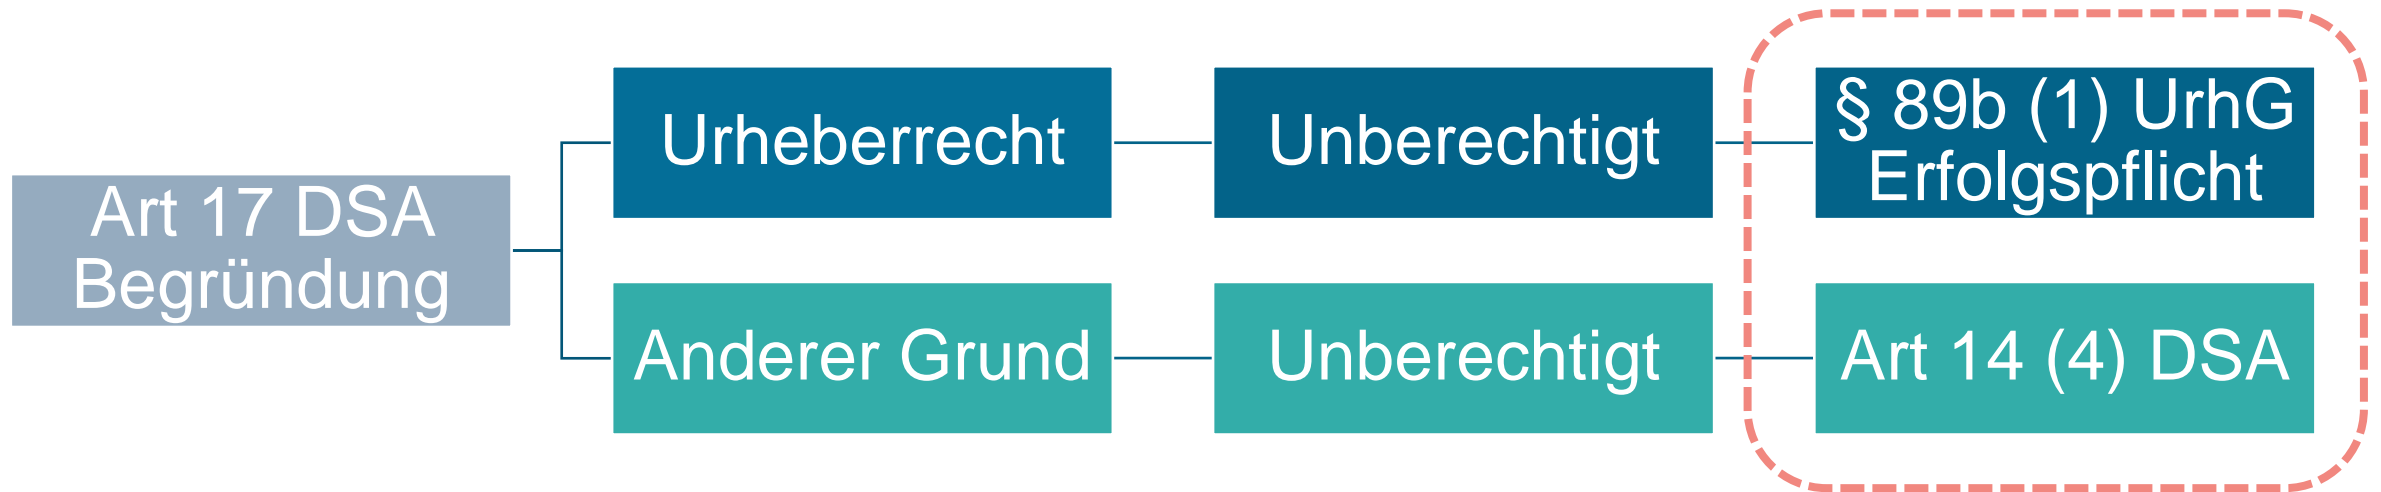 Art 17 DSA
Begründung
Urheberrecht
Unberechtigt
§ 89b (1) UrhG
Erfolgspflicht
Anderer Grund
Unberechtigt
Art 14 (4) DSA